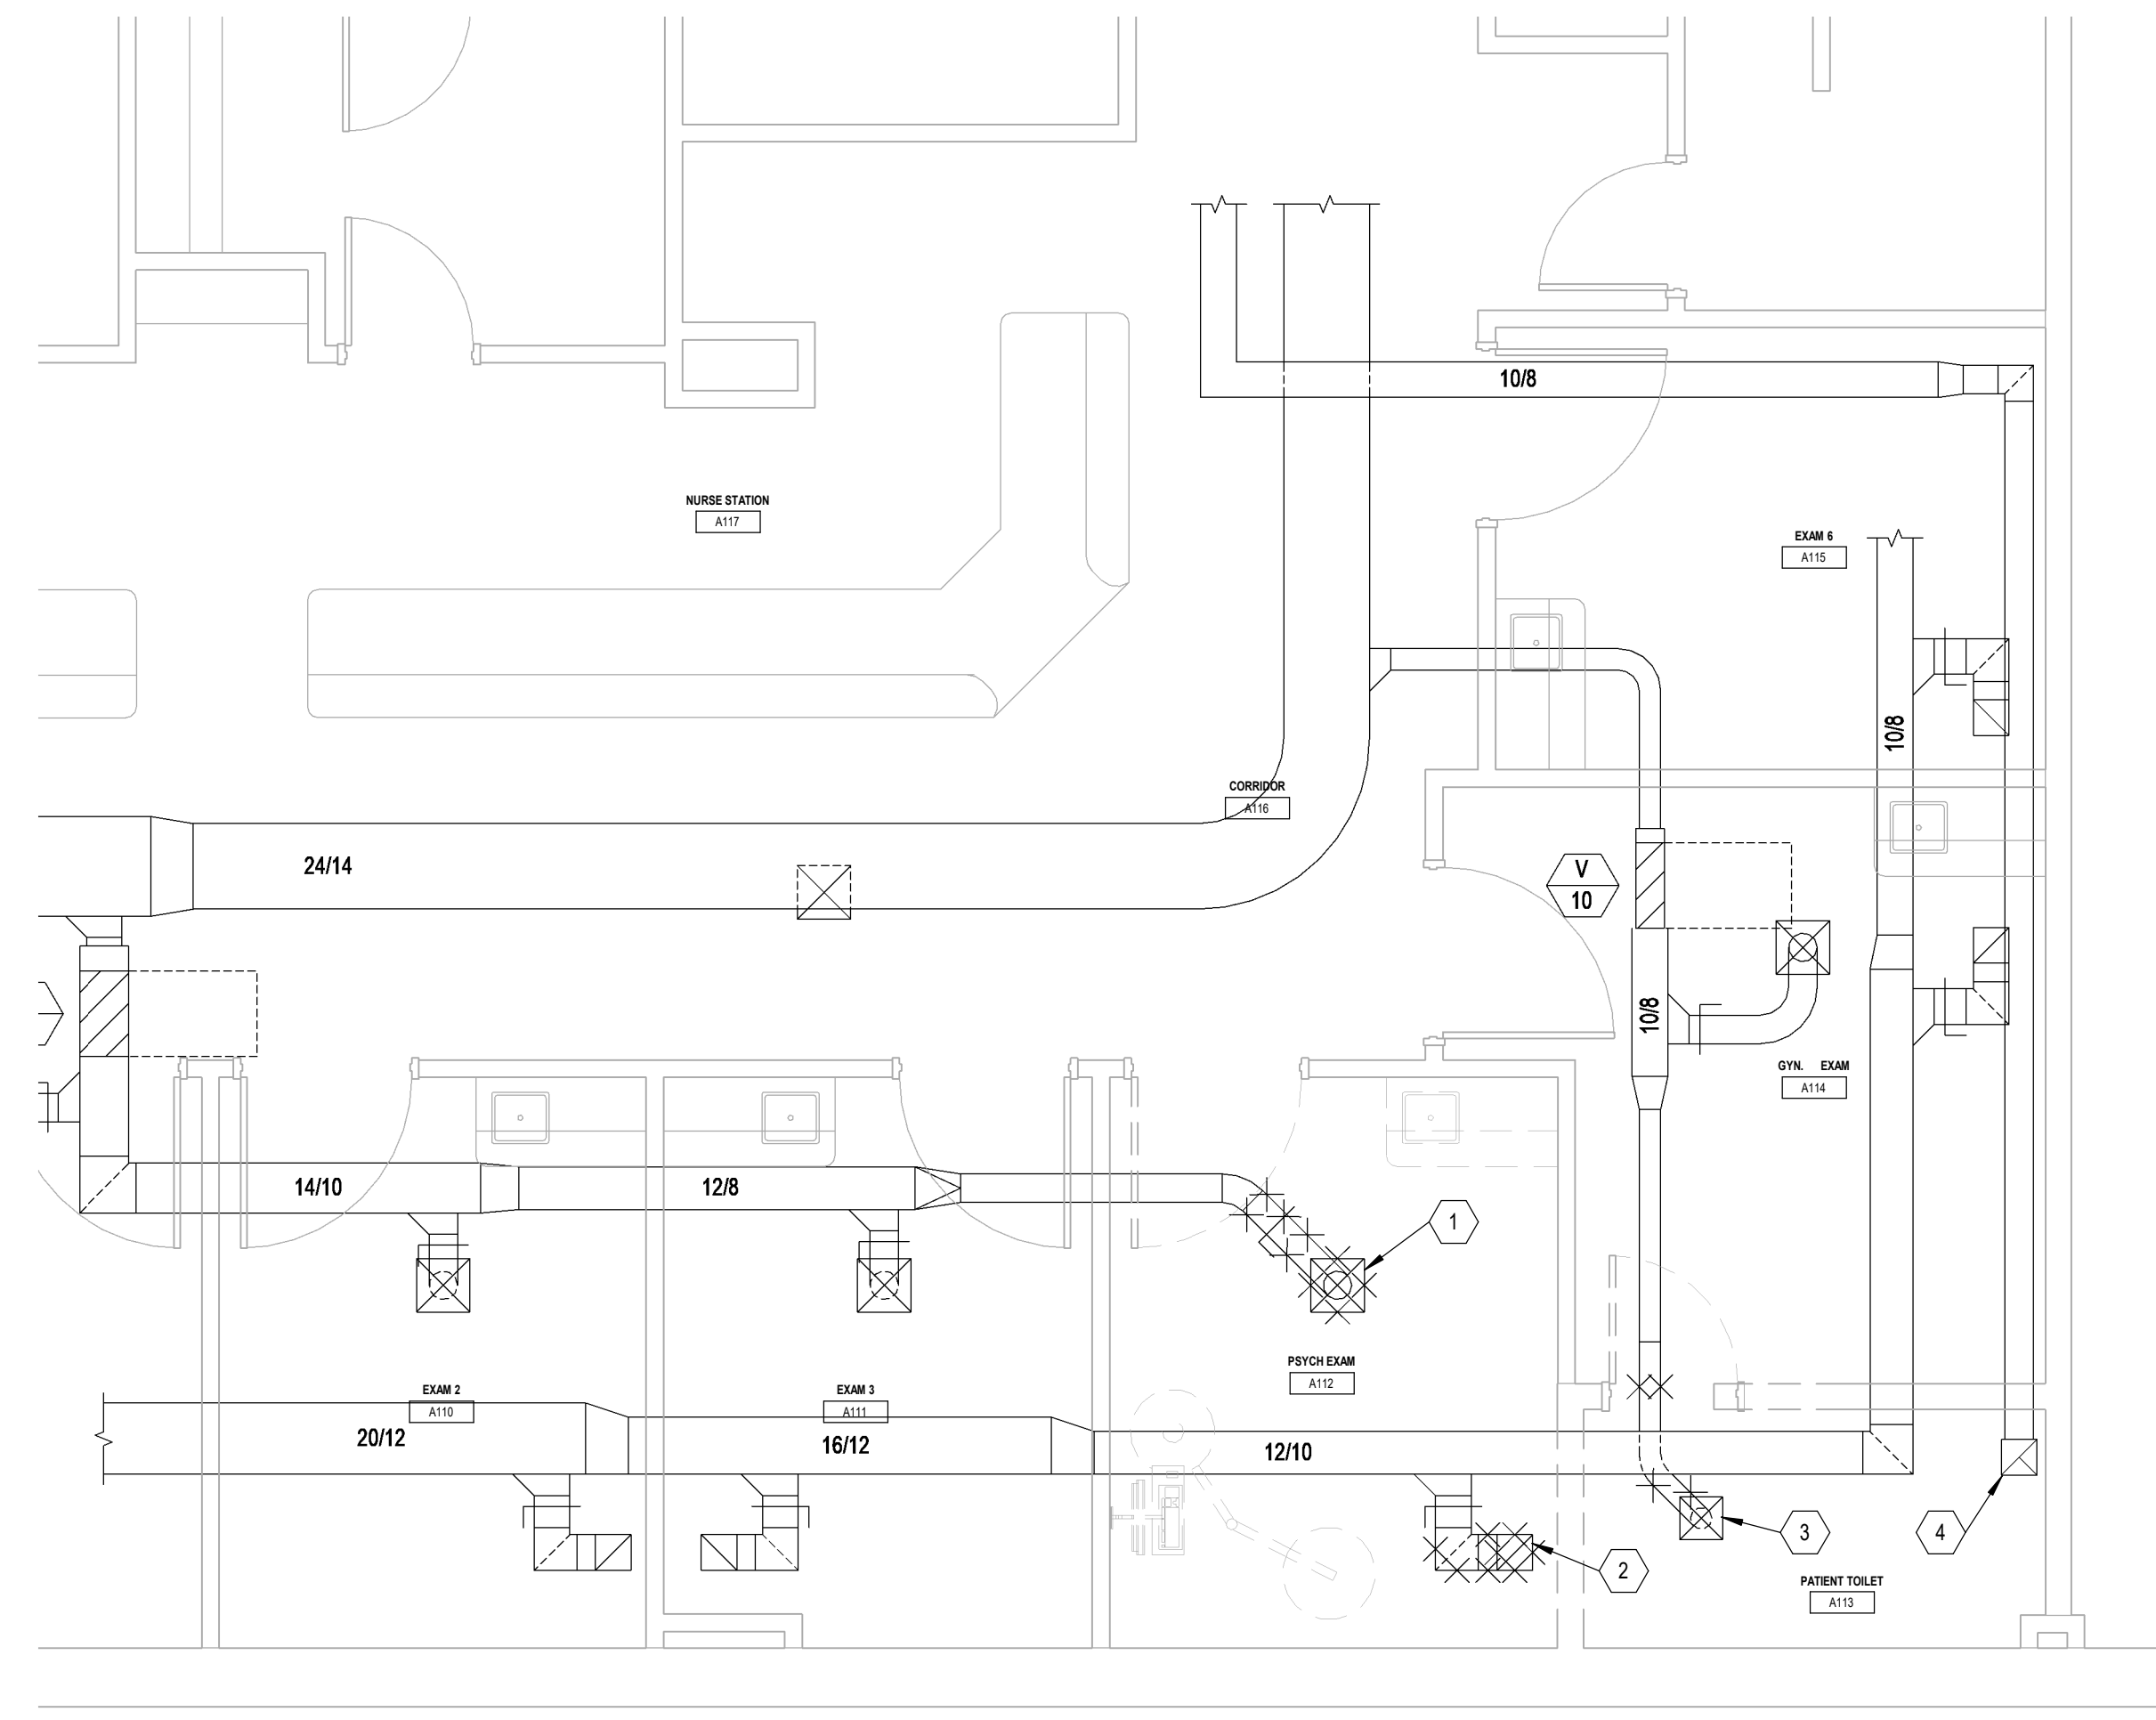 10/8
NURSE STATION
A117
EXAM 6
A115
10/8
CORRIDOR
A116
24/14
V
10
10/8
GYN. EXAM
A114
14/10
12/8
1
PSYCH EXAM
A112
EXAM 2
A110
EXAM 3
A111
20/12
16/12
12/10
2
3
4
PATIENT TOILET
A113